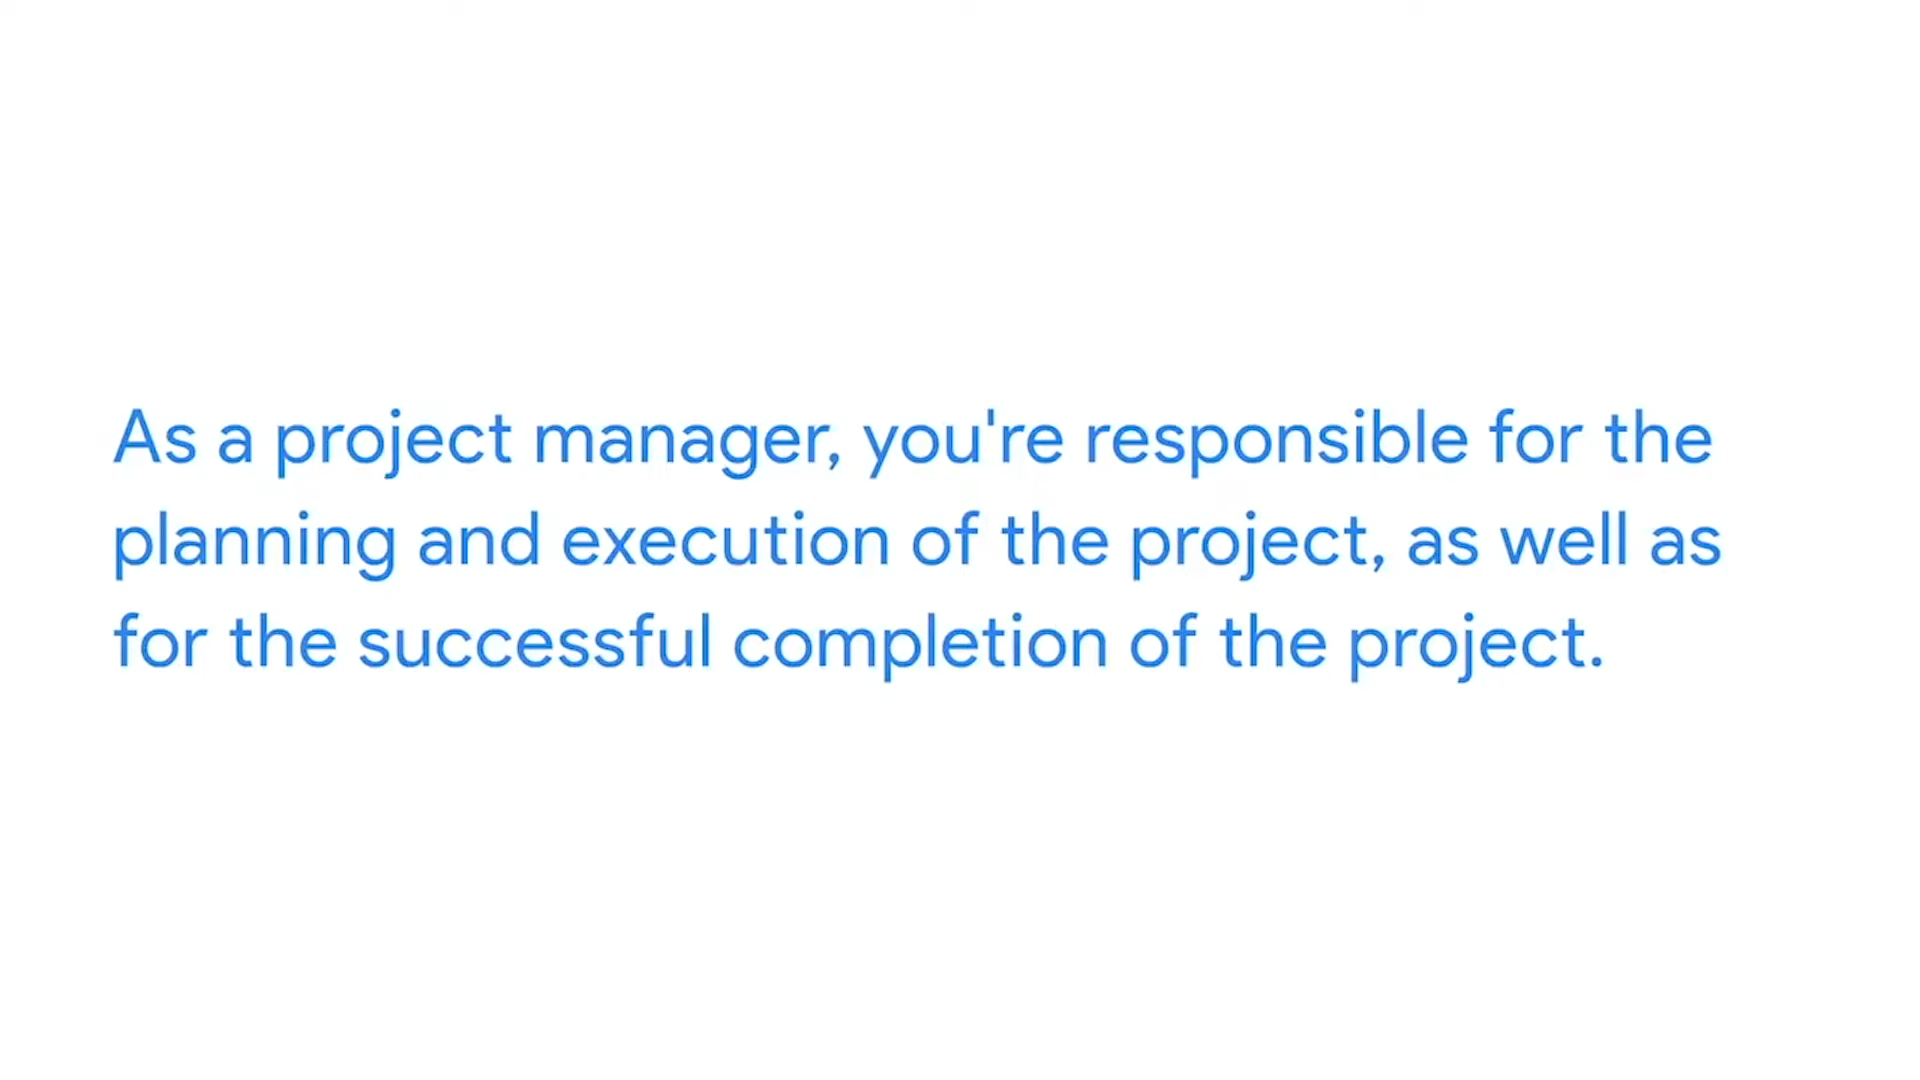 As a project manager, you're responsible for the
planning and execution of the project, as well as
for the successful completion of the project.